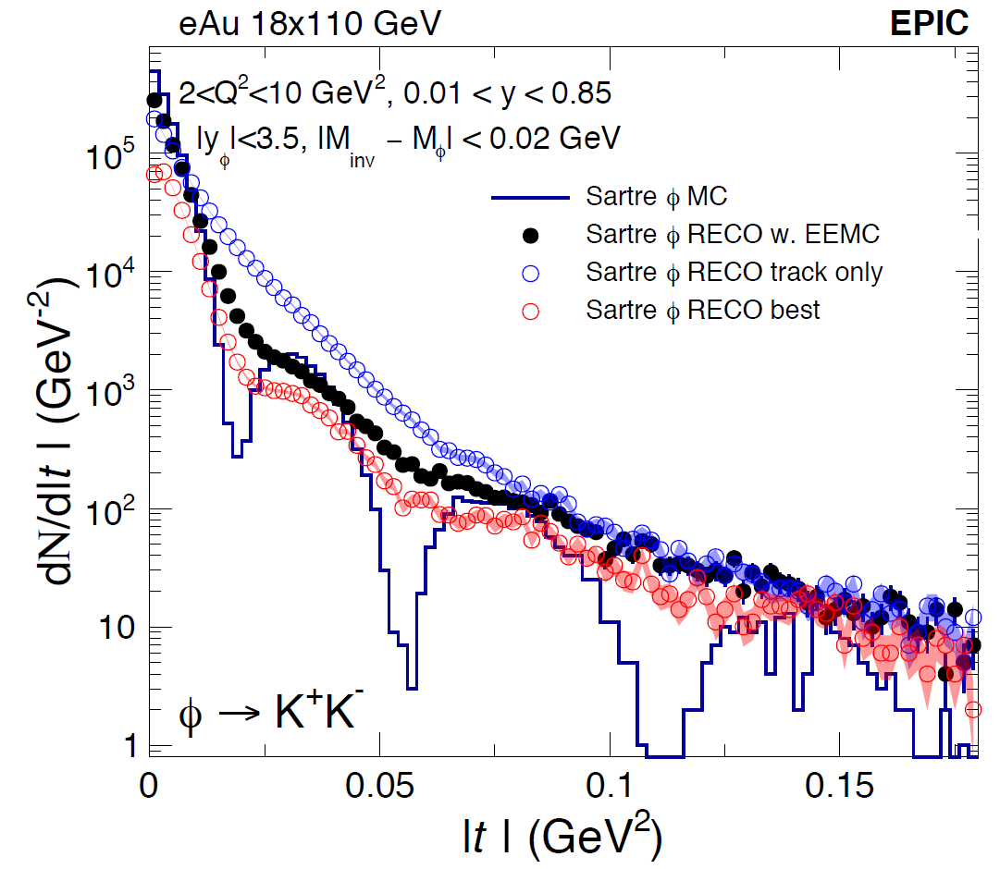 eAu 18x110 GeV
EPIC
2<Q²<10 GeV², 0.01 < y < 0.85
|y_ϕ|<3.5, |M_inv − M_ϕ| < 0.02 GeV
Sartre ϕ MC
Sartre ϕ RECO w. EEMC
Sartre ϕ RECO track only
Sartre ϕ RECO best
dN/d|t | (GeV⁻²)
10⁵
10⁴
10³
10²
10
1
ϕ → K⁺K⁻
0
0.05
0.1
0.15
|t | (GeV²)